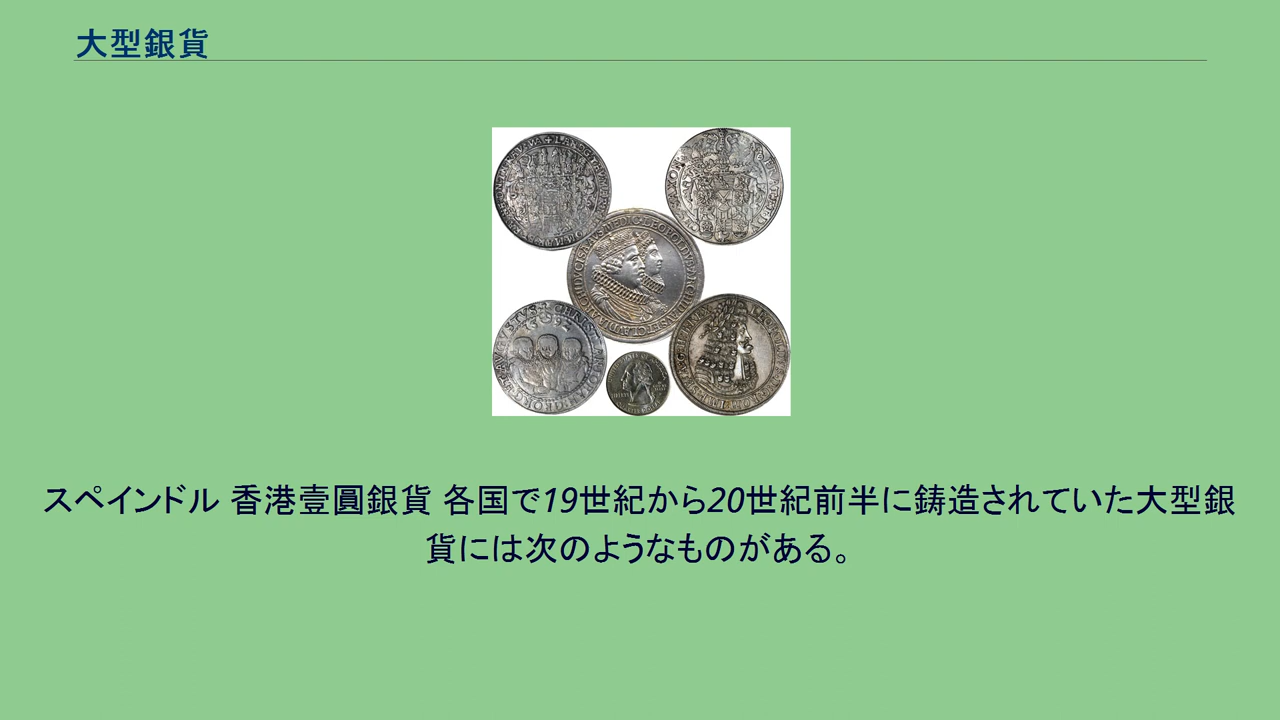 大型銀貨
スペインドル 香港壹圓銀貨 各国で19世紀から20世紀前半に鋳造されていた大型銀
貨には次のようなものがある。